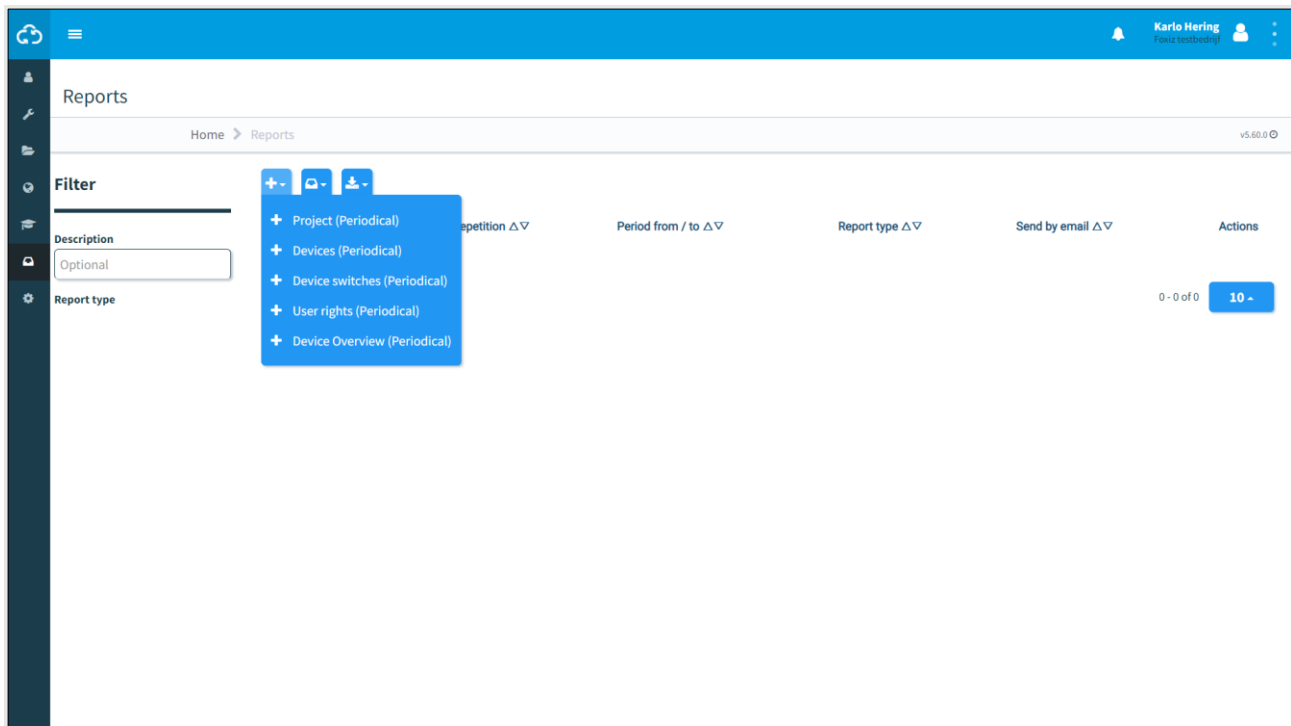 Karlo Hering
Foxiz testbedrijf
Reports
Home Reports
v5.60.0
Filter
Description
Optional
Report type
Project (Periodical)
Devices (Periodical)
Device switches (Periodical)
User rights (Periodical)
Device Overview (Periodical)
epetition △▽ Period from / to △▽ Report type △▽ Send by email △▽ Actions
0 - 0 of 0 10